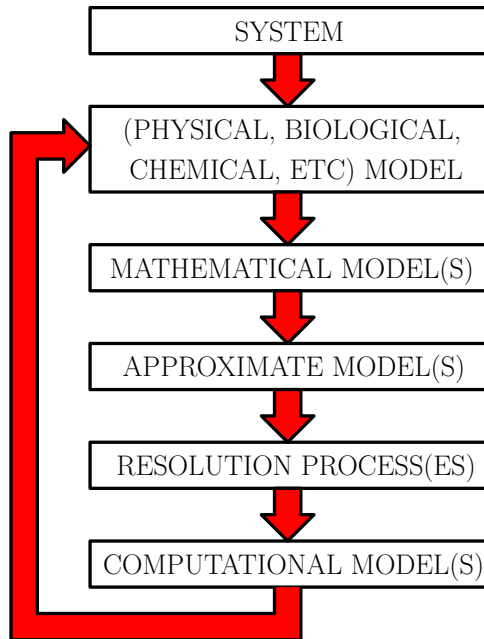 SYSTEM
(PHYSICAL, BIOLOGICAL,
CHEMICAL, ETC) MODEL
MATHEMATICAL MODEL(S)
APPROXIMATE MODEL(S)
RESOLUTION PROCESS(ES)
COMPUTATIONAL MODEL(S)